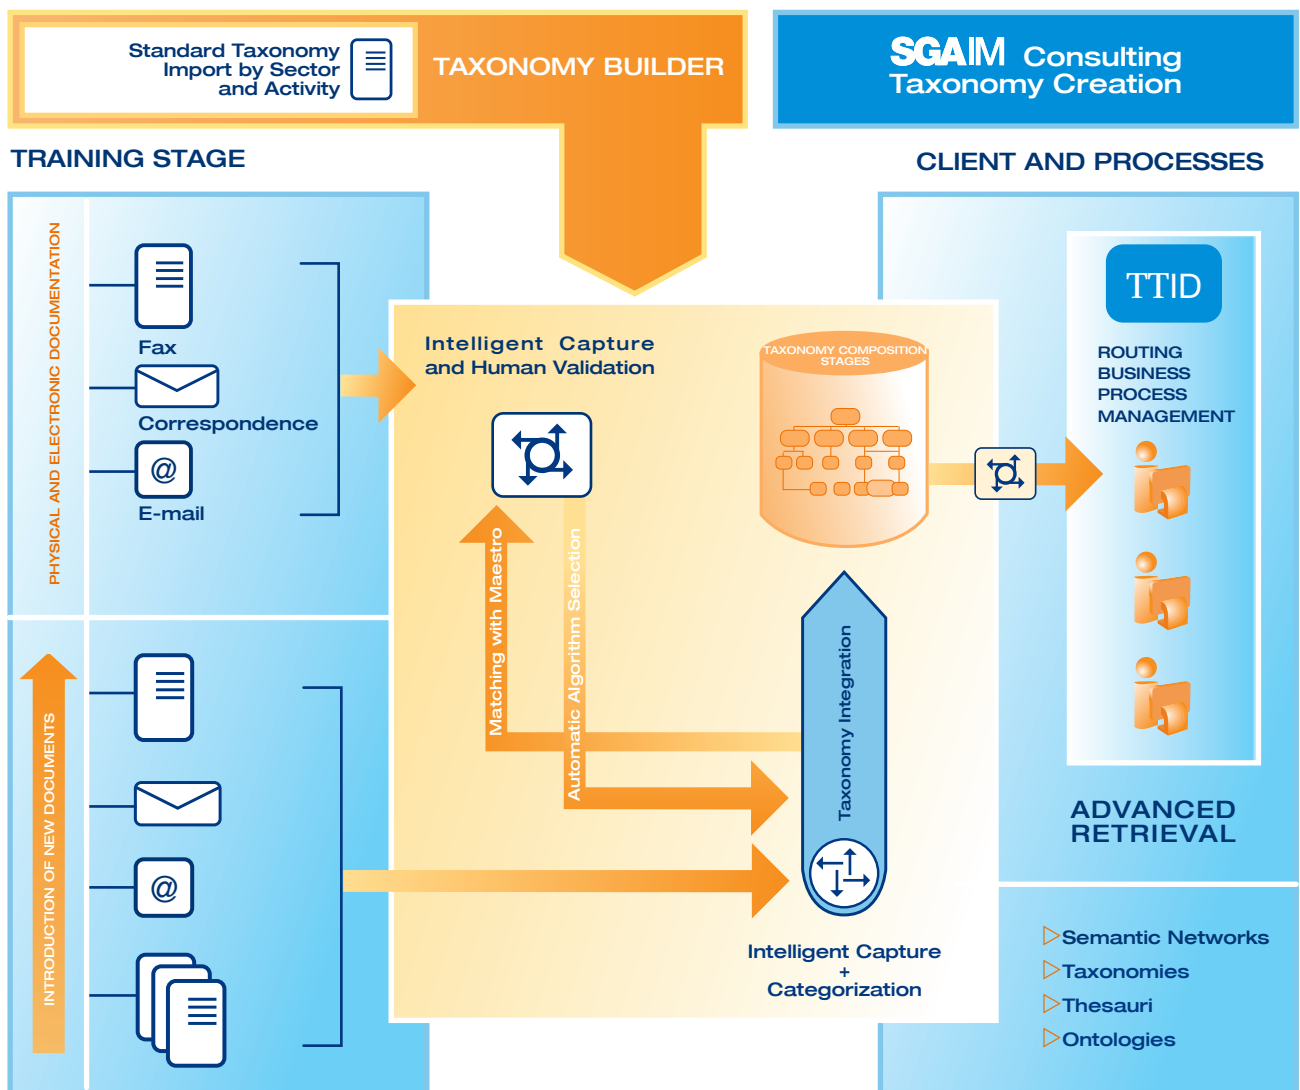 Standard Taxonomy
Import by Sector
and Activity
TAXONOMY BUILDER
SGAIM Consulting
Taxonomy Creation
TRAINING STAGE
CLIENT AND PROCESSES
PHYSICAL AND ELECTRONIC DOCUMENTATION
Fax
Correspondence
@
E-mail
Intelligent Capture
and Human Validation
TAXONOMY COMPOSITION
STAGES
TTID
ROUTING
BUSINESS
PROCESS
MANAGEMENT
Matching with Maestro
Automatic Algorithm Selection
Taxonomy Integration
INTRODUCTION OF NEW DOCUMENTS
@
Intelligent Capture
+
Categorization
ADVANCED
RETRIEVAL
Semantic Networks
Taxonomies
Thesauri
Ontologies